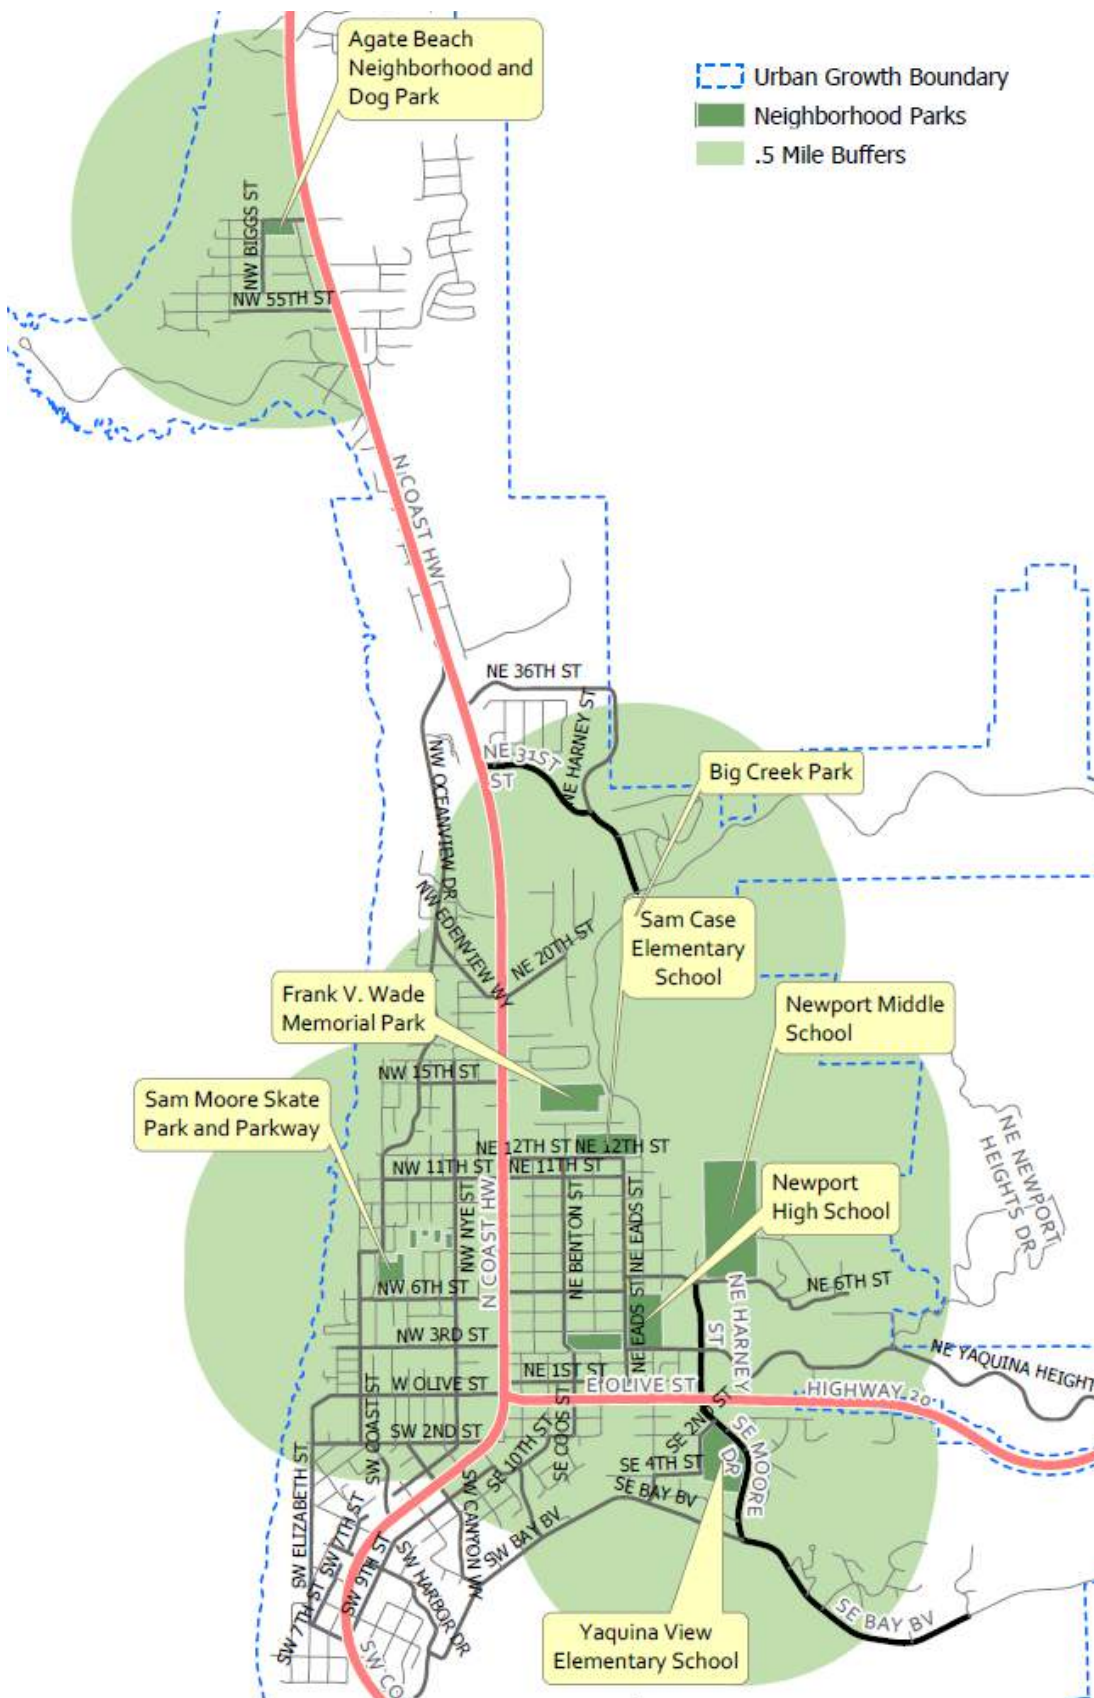 Agate Beach
Neighborhood and
Dog Park
Urban Growth Boundary
Neighborhood Parks
.5 Mile Buffers
NW BIGGS ST
NW 55TH ST
N COAST HW
NE 36TH ST
NE HARNEY ST
NE 31ST
ST
NW OCEANVIEW DR
Big Creek Park
NW EDENVIEW WY
NE 20TH ST
Sam Case
Elementary
School
Frank V. Wade
Memorial Park
Newport Middle
School
NW 15TH ST
Sam Moore Skate
Park and Parkway
NE 12TH ST
NE 12TH ST
NW 11TH ST
NE 11TH ST
NE NEWPORT
HEIGHTS DR
Newport
High School
NW NYE ST
N COAST HW
NE BENTON ST
NE EADS ST
NE EADS ST
NW 6TH ST
NE 6TH ST
NE HARNEY
ST
NW 3RD ST
NE 1ST ST
NE YAQUINA HEIGHT
W OLIVE ST
E OLIVE ST
HIGHWAY 20
SW COAST ST
SW 2ND ST
SE 10TH ST
SE COOS ST
SE 2ND ST
SE MOORE
DR
SE 4TH ST
SE BAY BV
SW ELIZABETH ST
SW 7TH ST
SW 9TH ST
SW CANYON WY
SW BAY BV
SW HARBOR DR
SW 7TH ST
SW CO
SE BAY BV
Yaquina View
Elementary School